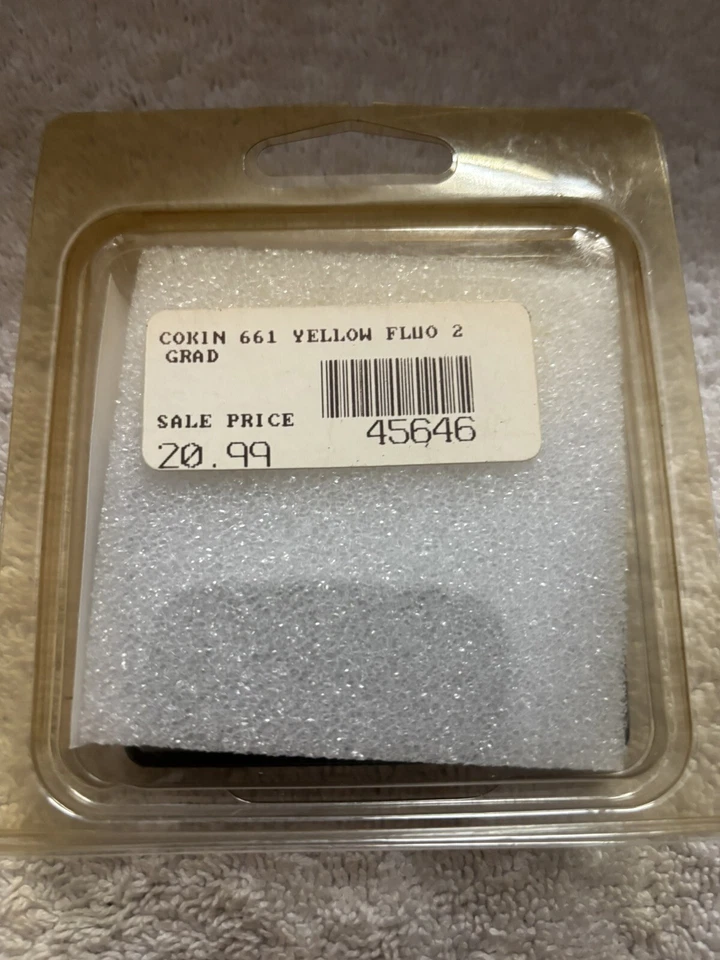 COKIN 661 YELLOW FLUO 2
GRAD
SALE PRICE
20.99
45646